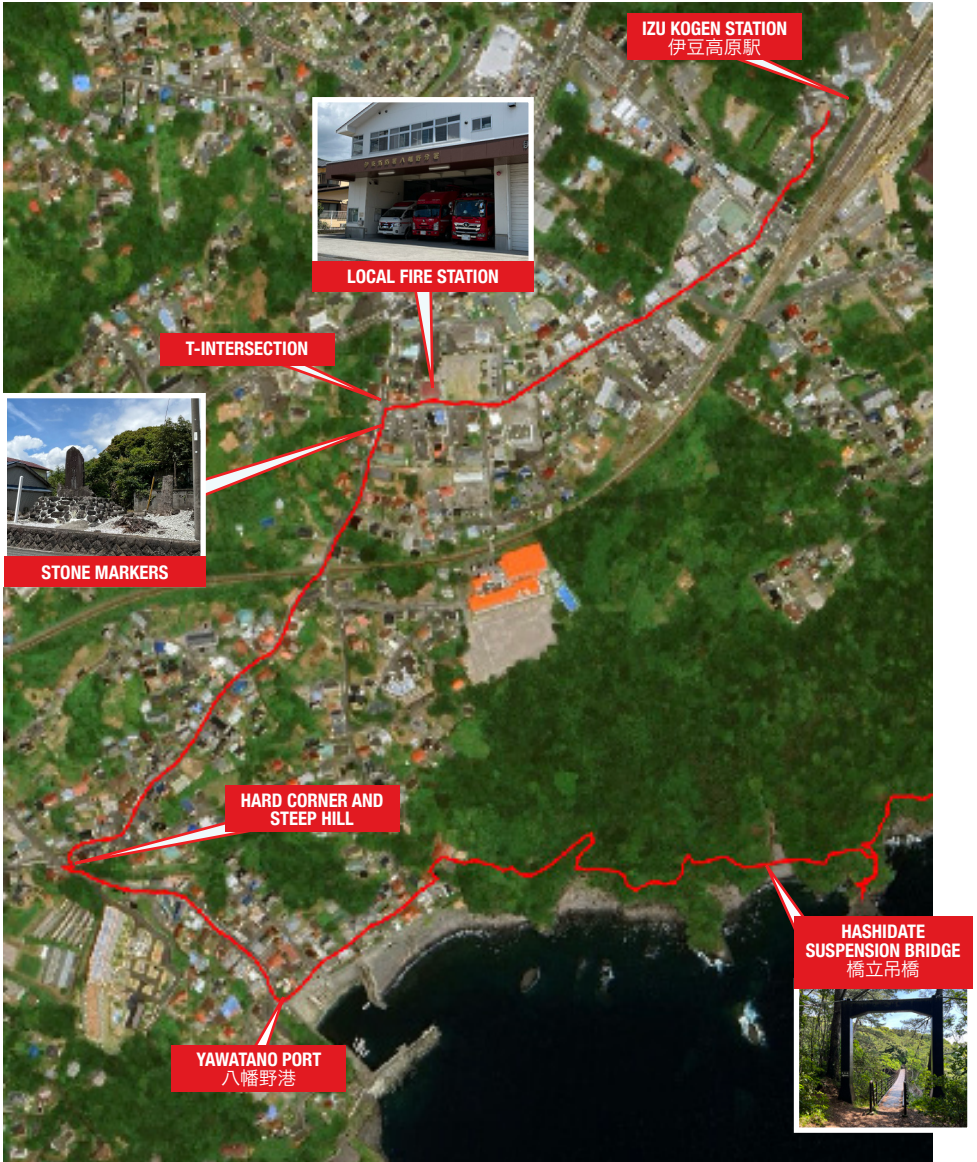 IZU KOGEN STATION
伊豆高原駅
LOCAL FIRE STATION
T-INTERSECTION
STONE MARKERS
HARD CORNER AND
STEEP HILL
HASHIDATE
SUSPENSION BRIDGE
橋立吊橋
YAWATANO PORT
八幡野港